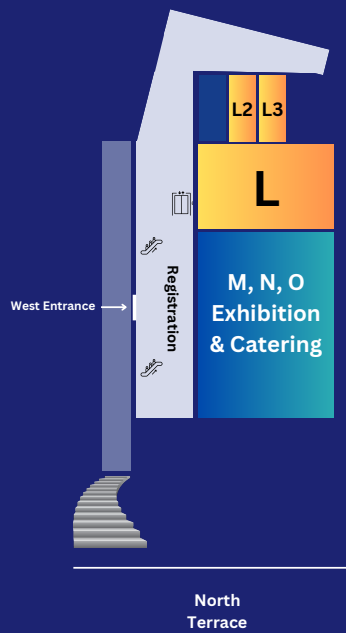 L2
L3
L
Registration
M, N, O
Exhibition
& Catering
West Entrance
North
Terrace